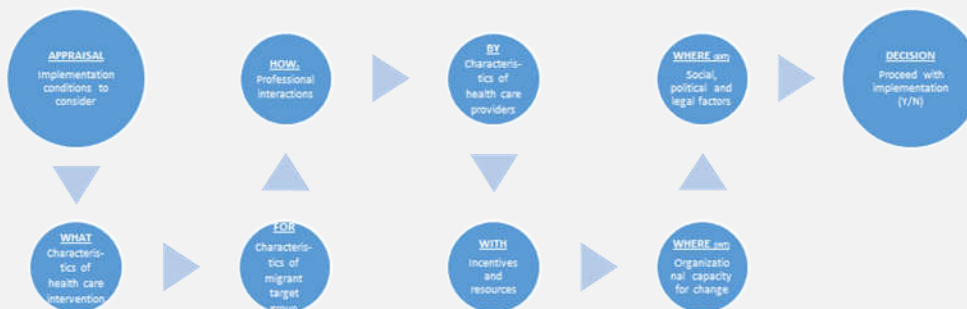 APPRAISAL
Implementation
conditions to
consider
WHAT
Characteris-
tics of
health care
intervention
FOR
Characteris-
tics of
migrant
target
group
HOW.
Professional
interactions
BY
Characteris-
tics of
health care
providers
WITH
Incentives
and
resources
WHERE
Organizatio
nal capacity
for change
WHERE
Social,
political and
legal factors
DECISION
Proceed with
implementation
(Y/N)